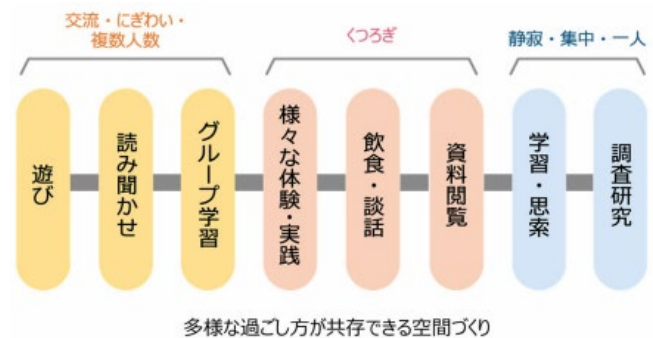 交流・にぎわい・
複数人数
くつろぎ
静寂・集中・一人
遊び
読み聞かせ
グループ学習
様々な体験・実践
飲食・談話
資料閲覧
学習・思索
調査研究
多様な過ごし方が共存できる空間づくり